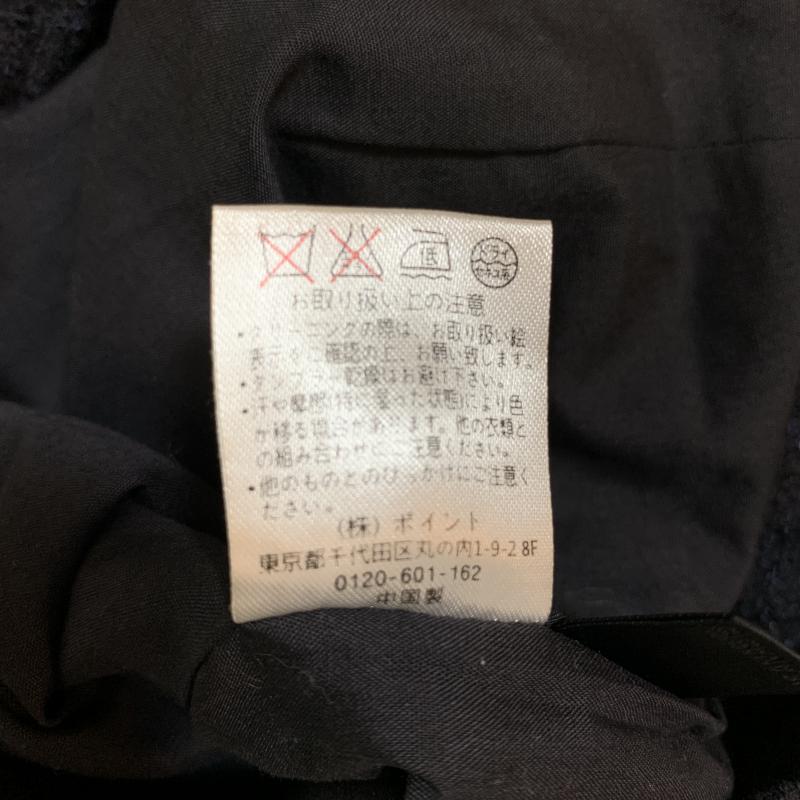 低
ドライ
セキユ系
お取り扱い上の注意
・クリーニングの際は、お取り扱い絵
表示をご確認の上、お願い致します。
・タンブラー乾燥はお避け下さい。
・汗や摩擦(特に湿った状態)により色
が移る場合があります。他の衣類と
の組み合わせにご注意ください。
・他のものとのひっかけにご注意く
ださい。
(株)ポイント
東京都千代田区丸の内1-9-2 8F
0120-601-162
中国製